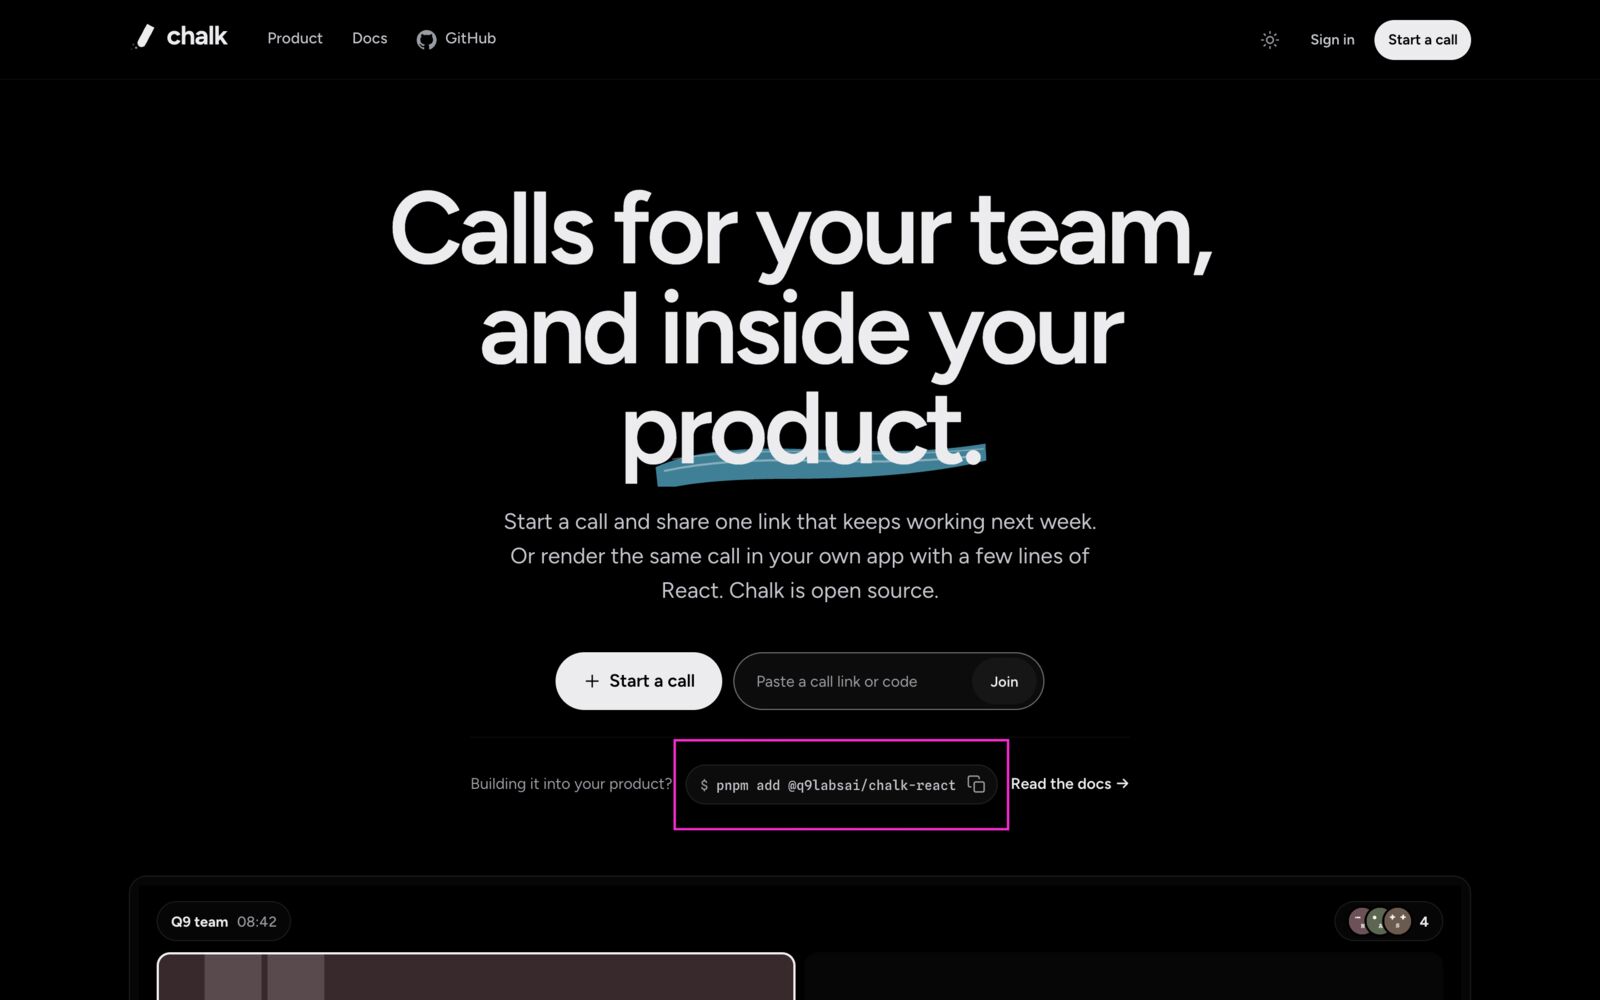 chalk
Product
Docs
GitHub
Sign in
Start a call
Calls for your team,
and inside your
product.
Start a call and share one link that keeps working next week.
Or render the same call in your own app with a few lines of
React. Chalk is open source.
+ Start a call
Paste a call link or code
Join
Building it into your product?
$ pnpm add @q9labsai/chalk-react
Read the docs →
Q9 team 08:42
4